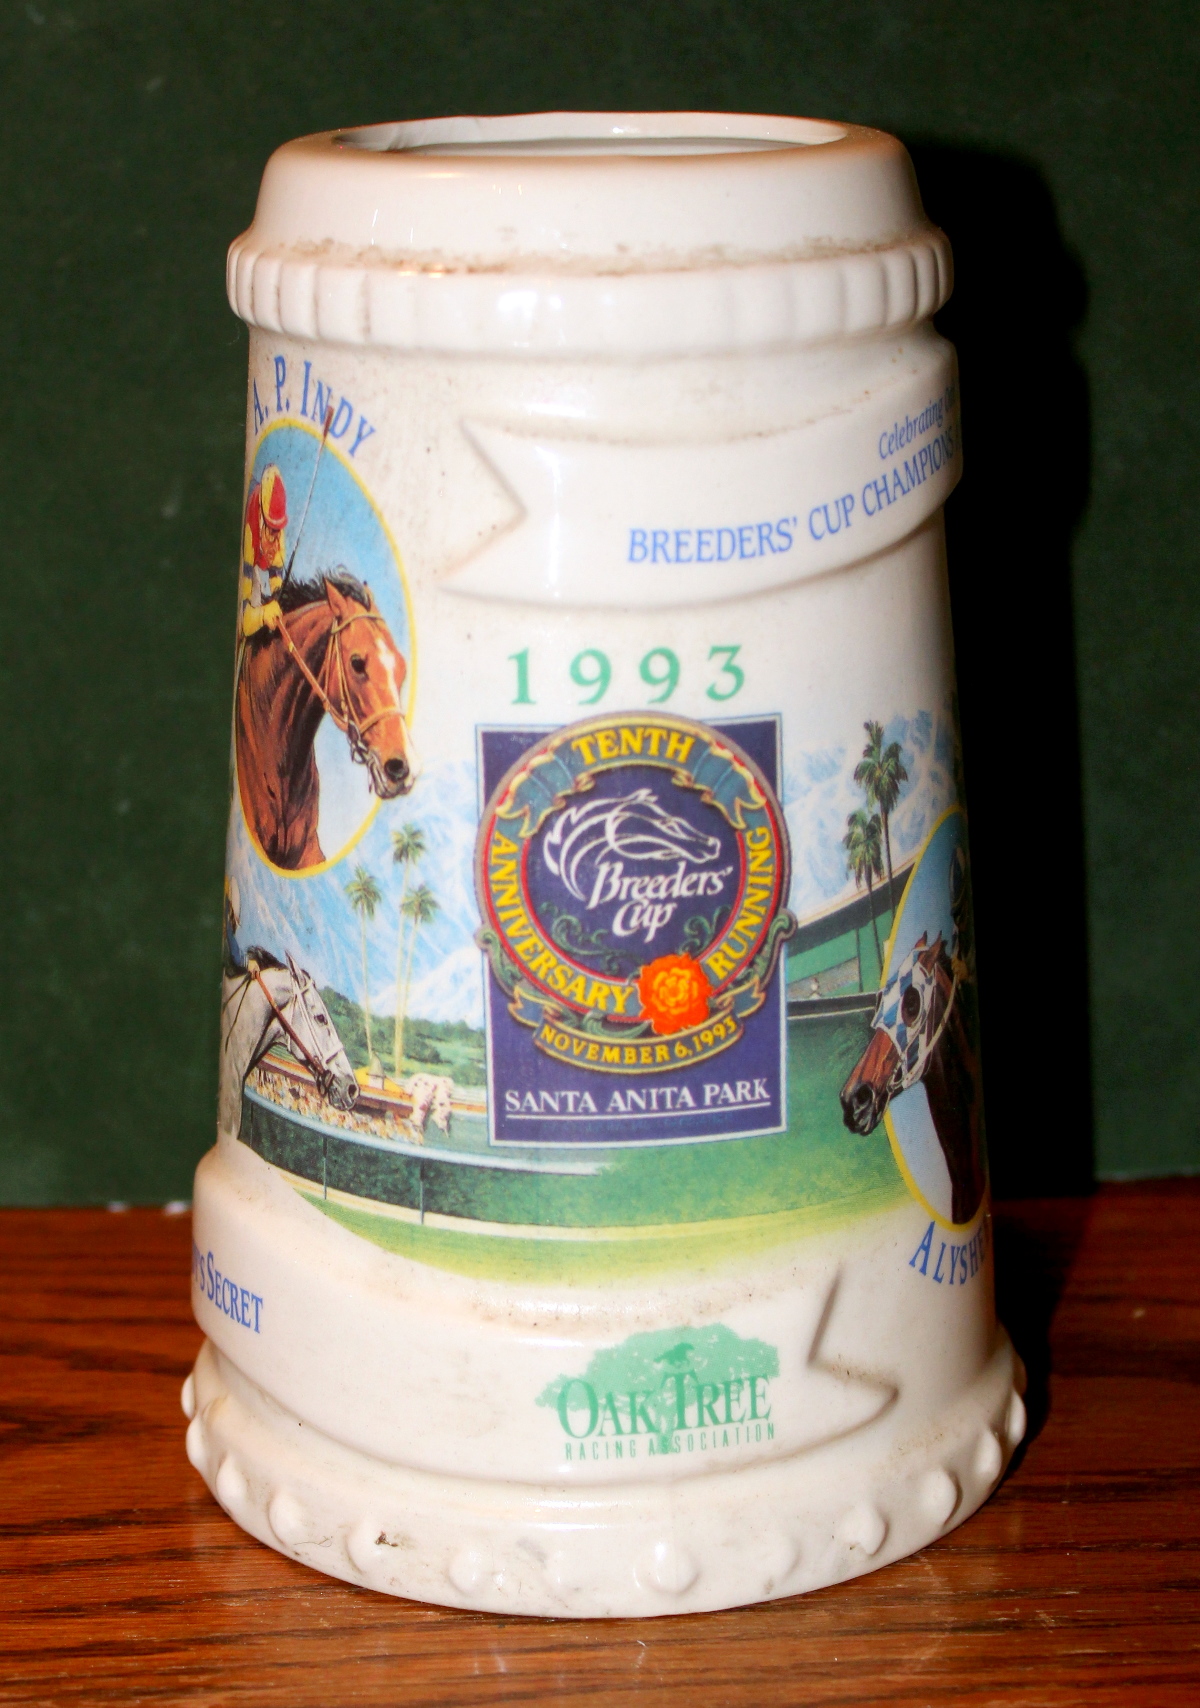 A. P. INDY
Celebrating
BREEDERS' CUP CHAMPIONS
1993
TENTH
ANNIVERSARY
RUNNING
Breeders'
Cup
NOVEMBER 6, 1993
SANTA ANITA PARK
SECRET
OAK TREE
RACING ASSOCIATION